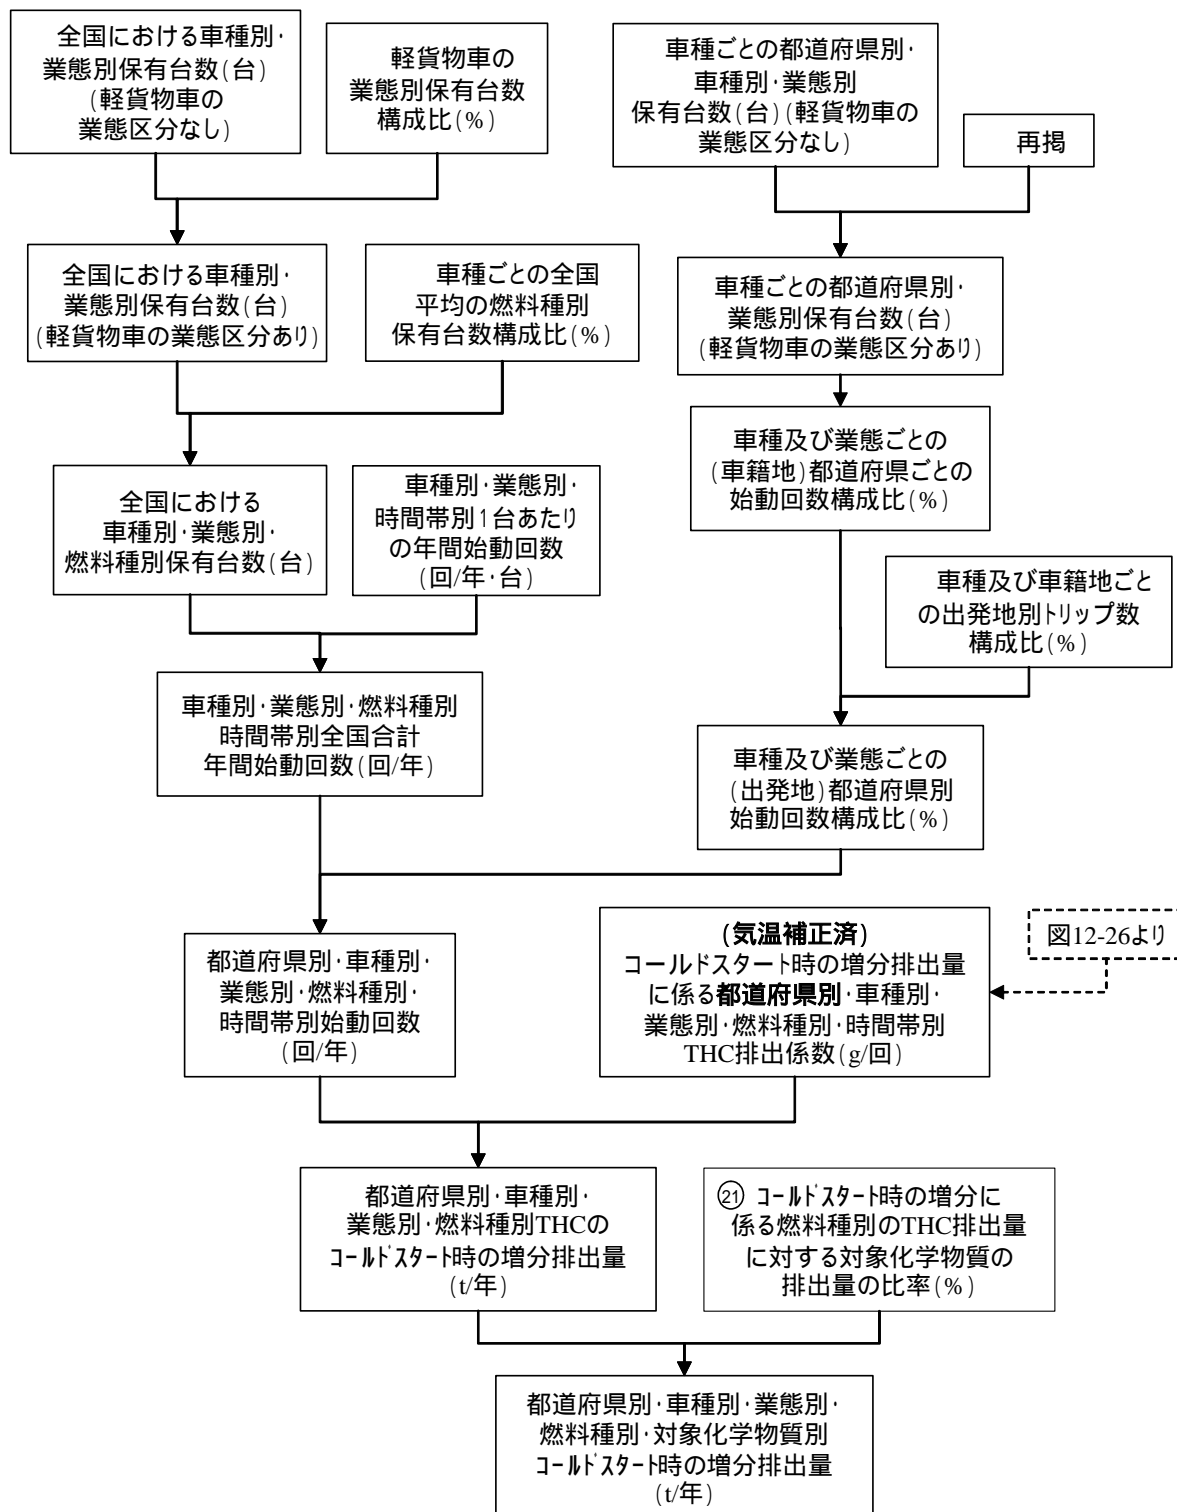 全国における車種別･
業態別保有台数(台)
(軽貨物車の
業態区分なし)
軽貨物車の
業態別保有台数
構成比(%)
車種ごとの都道府県別･
車種別･業態別
保有台数(台)(軽貨物車の
業態区分なし)
再掲
全国における車種別･
業態別保有台数(台)
(軽貨物車の業態区分あり)
車種ごとの全国
平均の燃料種別
保有台数構成比(%)
車種ごとの都道府県別･
業態別保有台数(台)
(軽貨物車の業態区分あり)
車種及び業態ごとの
(車籍地)都道府県ごとの
始動回数構成比(%)
全国における
車種別･業態別･
燃料種別保有台数(台)
車種別･業態別･
時間帯別1台あたり
の年間始動回数
(回/年･台)
車種及び車籍地ごと
の出発地別トリップ数
構成比(%)
車種別･業態別･燃料種別
時間帯別全国合計
年間始動回数(回/年)
車種及び業態ごとの
(出発地)都道府県別
始動回数構成比(%)
都道府県別･車種別･
業態別･燃料種別･
時間帯別始動回数
(回/年)
(気温補正済)
コールドスタート時の増分排出量
に係る都道府県別･車種別･
業態別･燃料種別･時間帯別
THC排出係数(g/回)
図12-26より
都道府県別･車種別･
業態別･燃料種別THCの
ｺｰﾙﾄﾞｽﾀｰﾄ時の増分排出量
(t/年)
㉑ ｺｰﾙﾄﾞｽﾀｰﾄ時の増分に
係る燃料種別のTHC排出量
に対する対象化学物質の
排出量の比率(%)
都道府県別･車種別･業態別･
燃料種別･対象化学物質別
ｺｰﾙﾄﾞｽﾀｰﾄ時の増分排出量
(t/年)